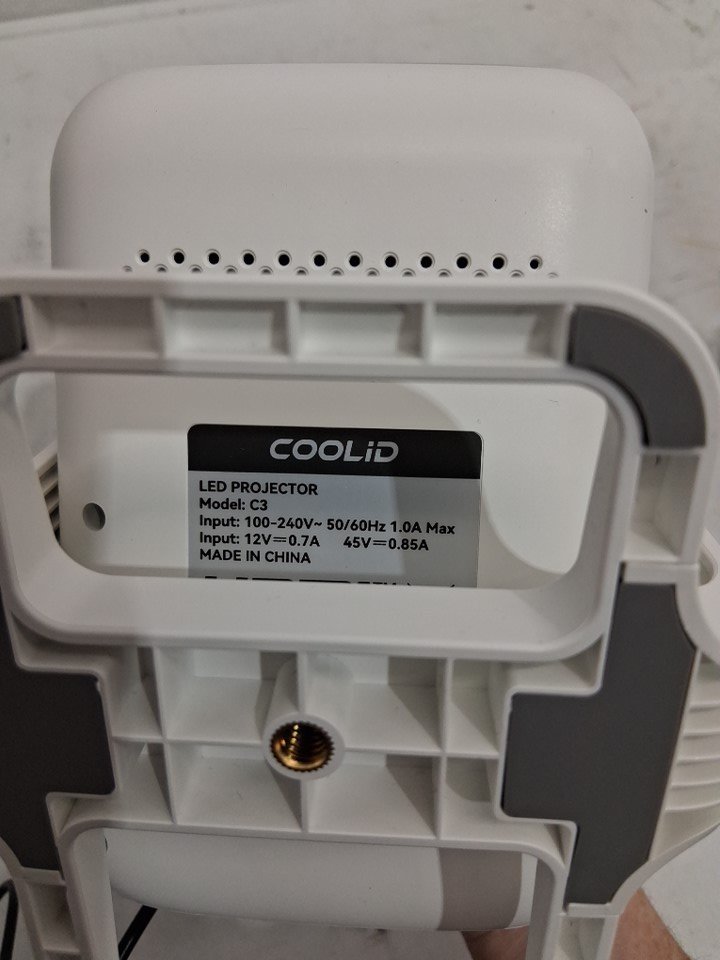 COOLiD
LED PROJECTOR
Model: C3
Input: 100-240V~ 50/60Hz 1.0A Max
Input: 12V⎓0.7A 45V⎓0.85A
MADE IN CHINA